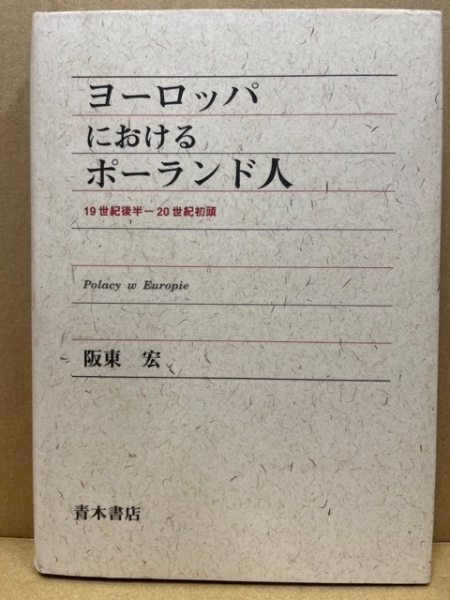 ヨーロッパ
における
ポーランド人
19世紀後半―20世紀初頭
Polacy w Europie
阪東 宏
青木書店